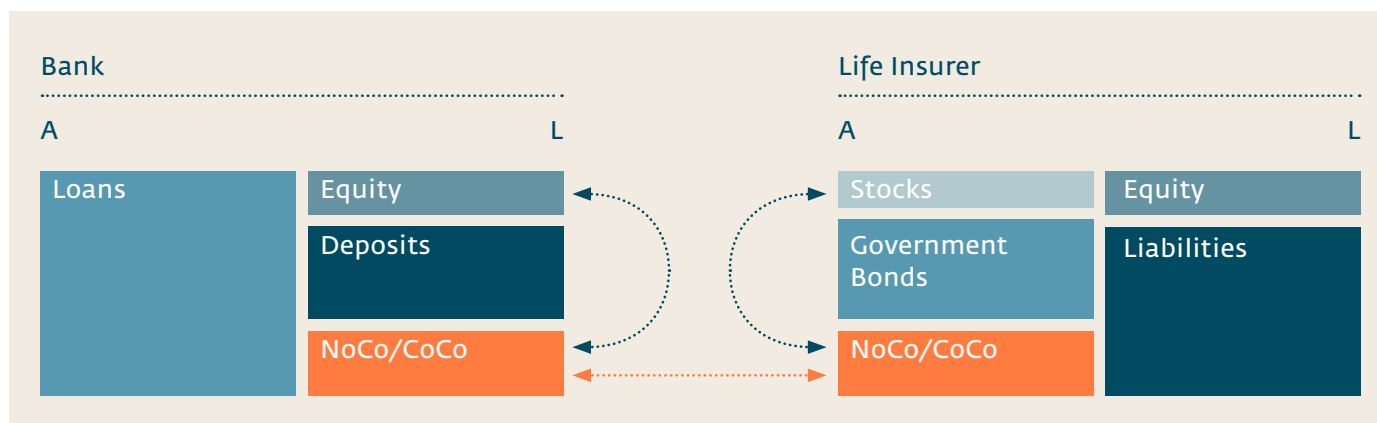 Bank
A
L
Loans
Equity
Deposits
NoCo/CoCo
Life Insurer
A
L
Stocks
Government
Bonds
NoCo/CoCo
Equity
Liabilities